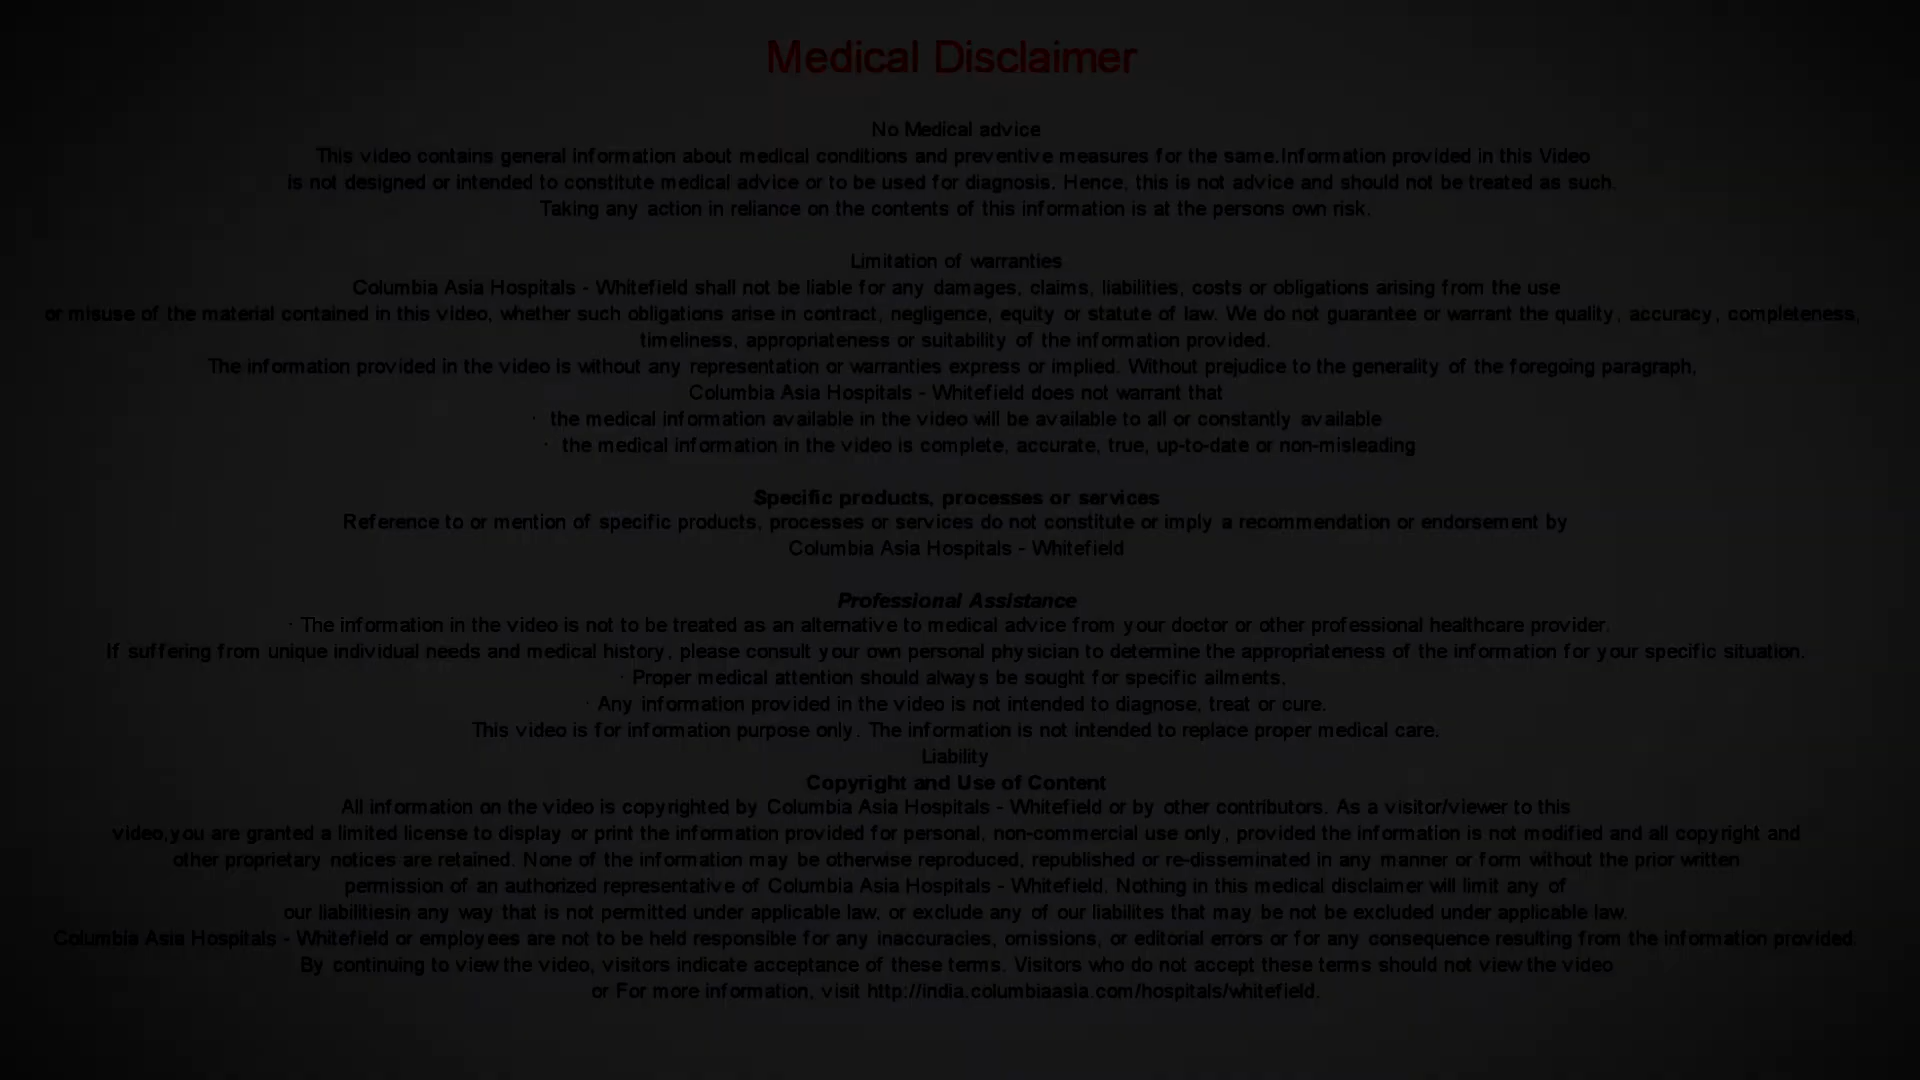 Medical Disclaimer
No Medical advice
This video contains general information about medical conditions and preventive measures for the same.Information provided in this Video
is not designed or intended to constitute medical advice or to be used for diagnosis. Hence, this is not advice and should not be treated as such.
Taking any action in reliance on the contents of this information is at the persons own risk.
Limitation of warranties
Columbia Asia Hospitals - Whitefield shall not be liable for any damages, claims, liabilities, costs or obligations arising from the use
or misuse of the material contained in this video, whether such obligations arise in contract, negligence, equity or statute of law. We do not guarantee or warrant the quality, accuracy, completeness,
timeliness, appropriateness or suitability of the information provided.
The information provided in the video is without any representation or warranties express or implied. Without prejudice to the generality of the foregoing paragraph,
Columbia Asia Hospitals - Whitefield does not warrant that
· the medical information available in the video will be available to all or constantly available
· the medical information in the video is complete, accurate, true, up-to-date or non-misleading
Specific products, processes or services
Reference to or mention of specific products, processes or services do not constitute or imply a recommendation or endorsement by
Columbia Asia Hospitals - Whitefield
Professional Assistance
· The information in the video is not to be treated as an alternative to medical advice from your doctor or other professional healthcare provider.
If suffering from unique individual needs and medical history, please consult your own personal physician to determine the appropriateness of the information for your specific situation.
· Proper medical attention should always be sought for specific ailments,
· Any information provided in the video is not intended to diagnose, treat or cure.
This video is for information purpose only. The information is not intended to replace proper medical care.
Liability
Copyright and Use of Content
All information on the video is copyrighted by Columbia Asia Hospitals - Whitefield or by other contributors. As a visitor/viewer to this
video,you are granted a limited license to display or print the information provided for personal, non-commercial use only, provided the information is not modified and all copyright and
other proprietary notices are retained. None of the information may be otherwise reproduced, republished or re-disseminated in any manner or form without the prior written
permission of an authorized representative of Columbia Asia Hospitals - Whitefield, Nothing in this medical disclaimer will limit any of
our liabilitiesin any way that is not permitted under applicable law, or exclude any of our liabilites that may be not be excluded under applicable law.
Columbia Asia Hospitals - Whitefield or employees are not to be held responsible for any inaccuracies, omissions, or editorial errors or for any consequence resulting from the information provided.
By continuing to view the video, visitors indicate acceptance of these terms. Visitors who do not accept these terms should not view the video
or For more information, visit http://india.columbiaasia.com/hospitals/whitefield.